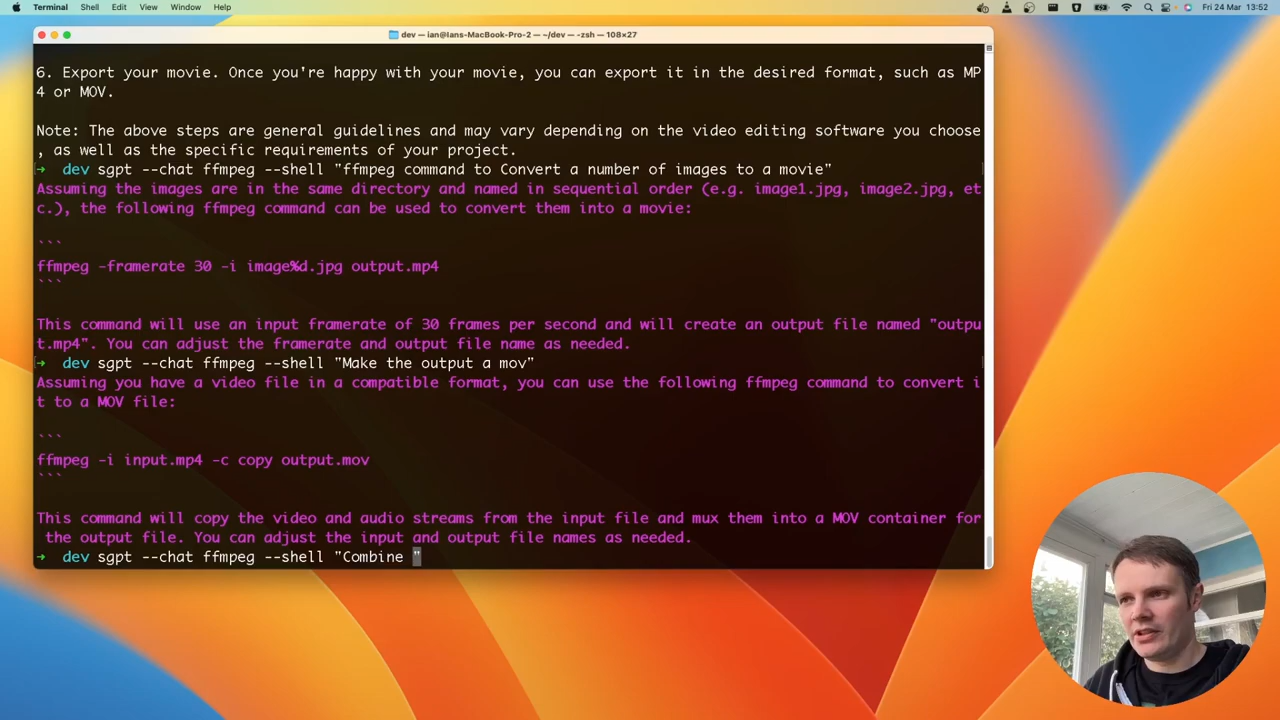 Terminal Shell Edit View Window Help Fri 24 Mar 13:52
dev — ian@Ians-MacBook-Pro-2 — ~/dev — -zsh — 108×27
6. Export your movie. Once you're happy with your movie, you can export it in the desired format, such as MP
4 or MOV.
Note: The above steps are general guidelines and may vary depending on the video editing software you choose
, as well as the specific requirements of your project.
dev sgpt --chat ffmpeg --shell "ffmpeg command to Convert a number of images to a movie"
Assuming the images are in the same directory and named in sequential order (e.g. image1.jpg, image2.jpg, et
c.), the following ffmpeg command can be used to convert them into a movie:
```
ffmpeg -framerate 30 -i image%d.jpg output.mp4
```
This command will use an input framerate of 30 frames per second and will create an output file named "outpu
t.mp4". You can adjust the framerate and output file name as needed.
dev sgpt --chat ffmpeg --shell "Make the output a mov"
Assuming you have a video file in a compatible format, you can use the following ffmpeg command to convert i
t to a MOV file:
```
ffmpeg -i input.mp4 -c copy output.mov
```
This command will copy the video and audio streams from the input file and mux them into a MOV container for
the output file. You can adjust the input and output file names as needed.
dev sgpt --chat ffmpeg --shell "Combine "